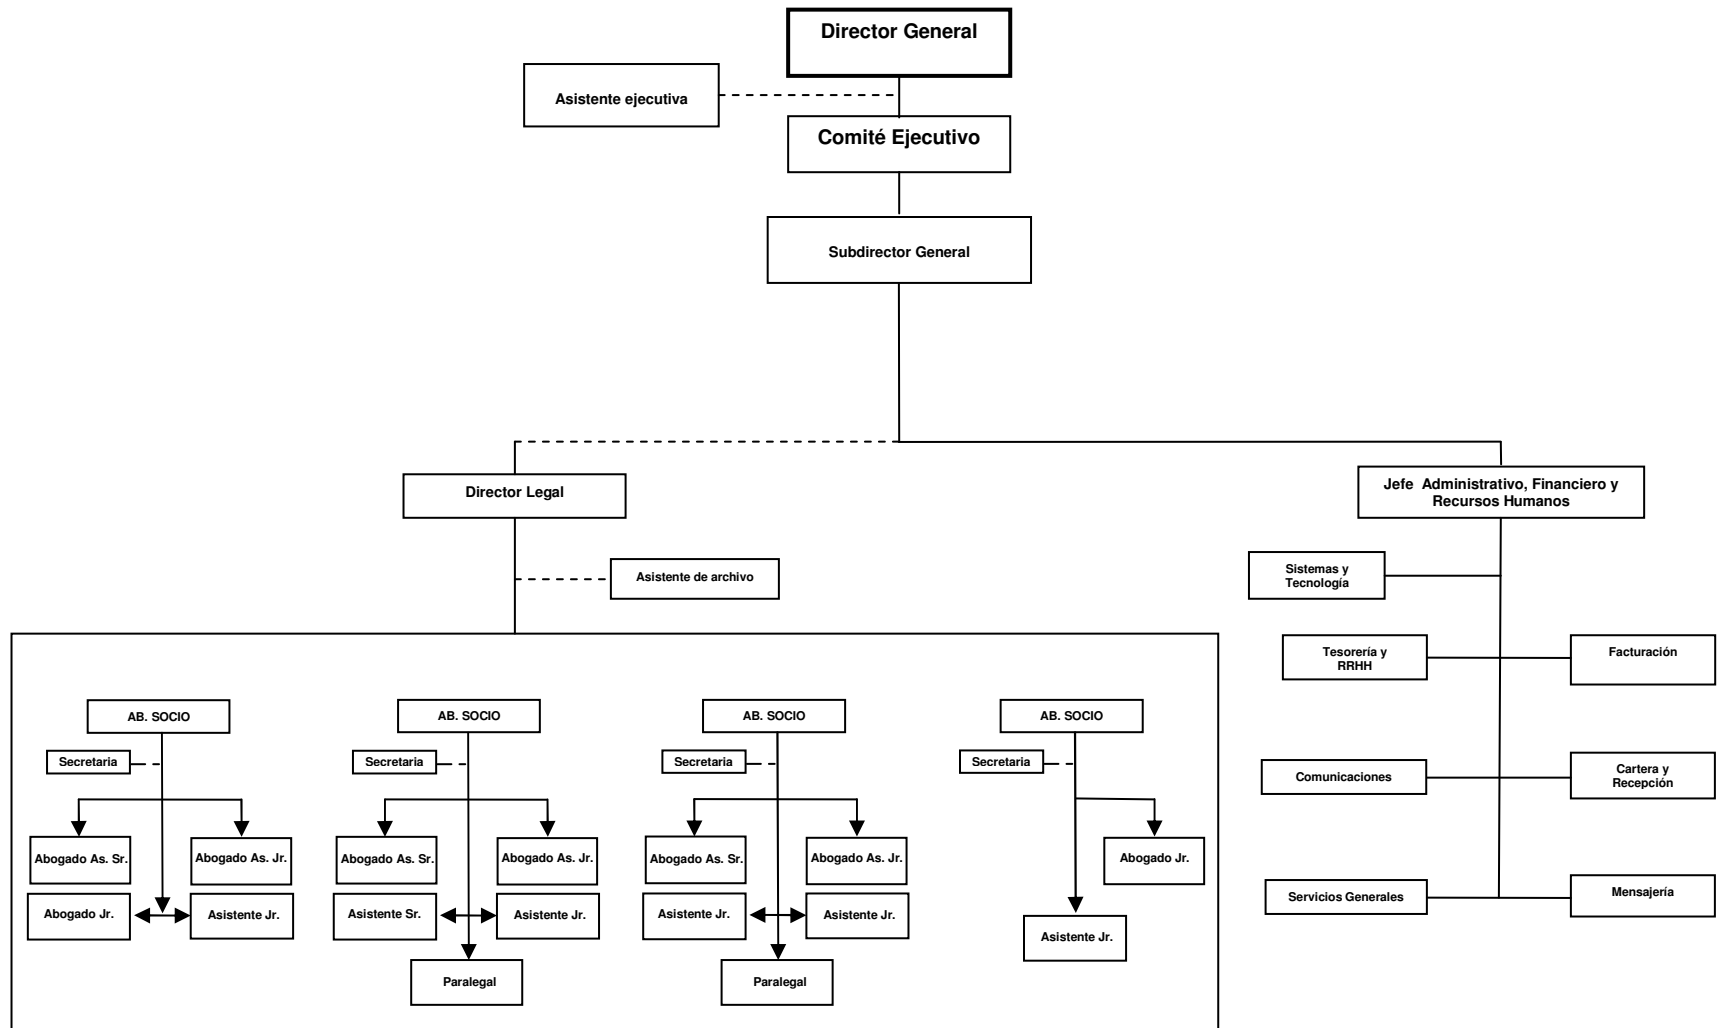 Director General
Asistente ejecutiva
Comité Ejecutivo
Subdirector General
Director Legal
Jefe Administrativo, Financiero y
Recursos Humanos
Asistente de archivo
Sistemas y
Tecnología
Tesorería y
RRHH
Facturación
Comunicaciones
Cartera y
Recepción
Servicios Generales
Mensajería
AB. SOCIO
Secretaria
Abogado As. Sr.
Abogado As. Jr.
Abogado Jr.
Asistente Jr.
AB. SOCIO
Secretaria
Abogado As. Sr.
Abogado As. Jr.
Asistente Sr.
Asistente Jr.
Paralegal
AB. SOCIO
Secretaria
Abogado As. Sr.
Abogado As. Jr.
Asistente Jr.
Asistente Jr.
Paralegal
AB. SOCIO
Secretaria
Abogado Jr.
Asistente Jr.